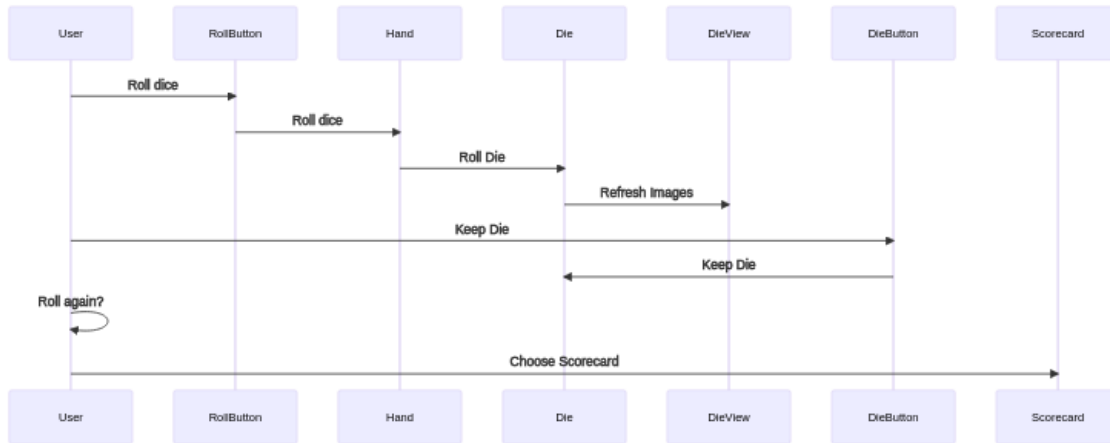 User RollButton Hand Die DieView DieButton Scorecard
Roll dice
Roll dice
Roll Die
Refresh Images
Keep Die
Keep Die
Roll again?
Choose Scorecard
User RollButton Hand Die DieView DieButton Scorecard